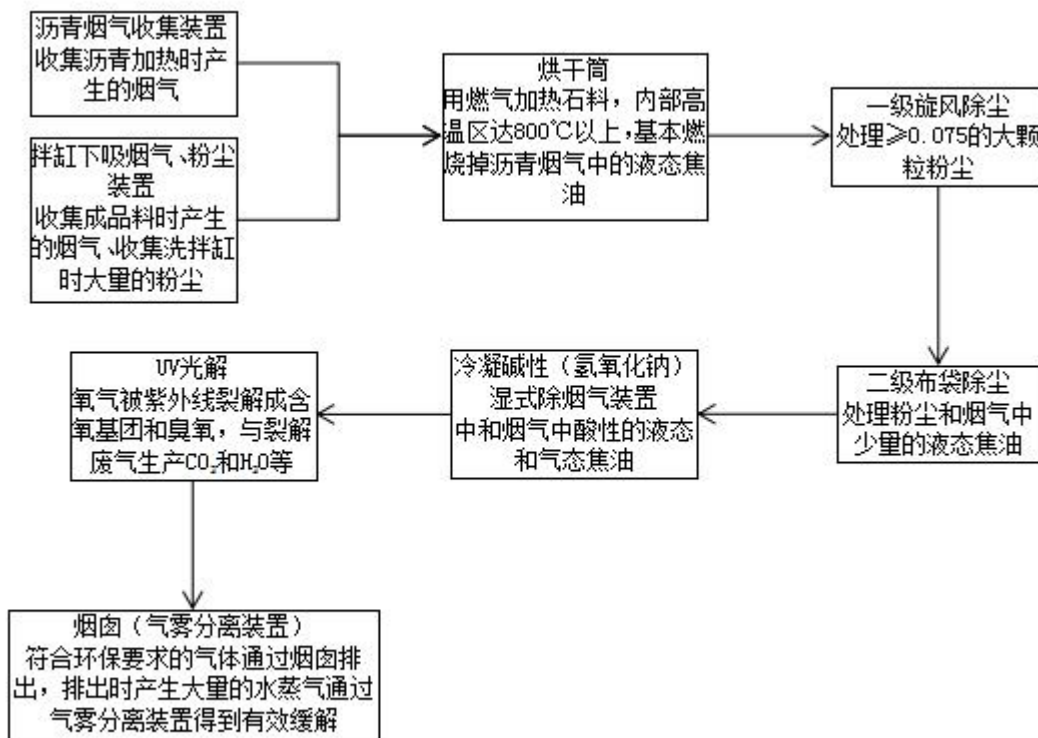 沥青烟气收集装置
收集沥青加热时产
生的烟气
拌缸下吸烟气、粉尘
装置
收集成品料时产生
的烟气、收集洗拌缸
时大量的粉尘
烘干筒
用燃气加热石料，内部高
温区达800℃以上，基本燃
烧掉沥青烟气中的液态焦
油
一级旋风除尘
处理≥0.075的大颗
粒粉尘
二级布袋除尘
处理粉尘和烟气中
少量的液态焦油
冷凝碱性（氢氧化钠）
湿式除烟气装置
中和烟气中酸性的液态
和气态焦油
UV光解
氧气被紫外线裂解成含
氧基团和臭氧，与裂解
废气生产CO₂和H₂O等
烟囱（气雾分离装置）
符合环保要求的气体通过烟囱排
出，排出时产生大量的水蒸气通过
气雾分离装置得到有效缓解